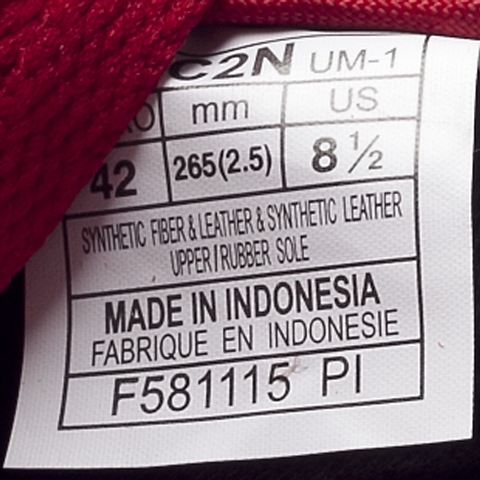 C2N UM-1
mm US
42 265(2.5) 8 ½
SYNTHETIC FIBER & LEATHER & SYNTHETIC LEATHER
UPPER / RUBBER SOLE
MADE IN INDONESIA
FABRIQUE EN INDONESIE
F581115 PI